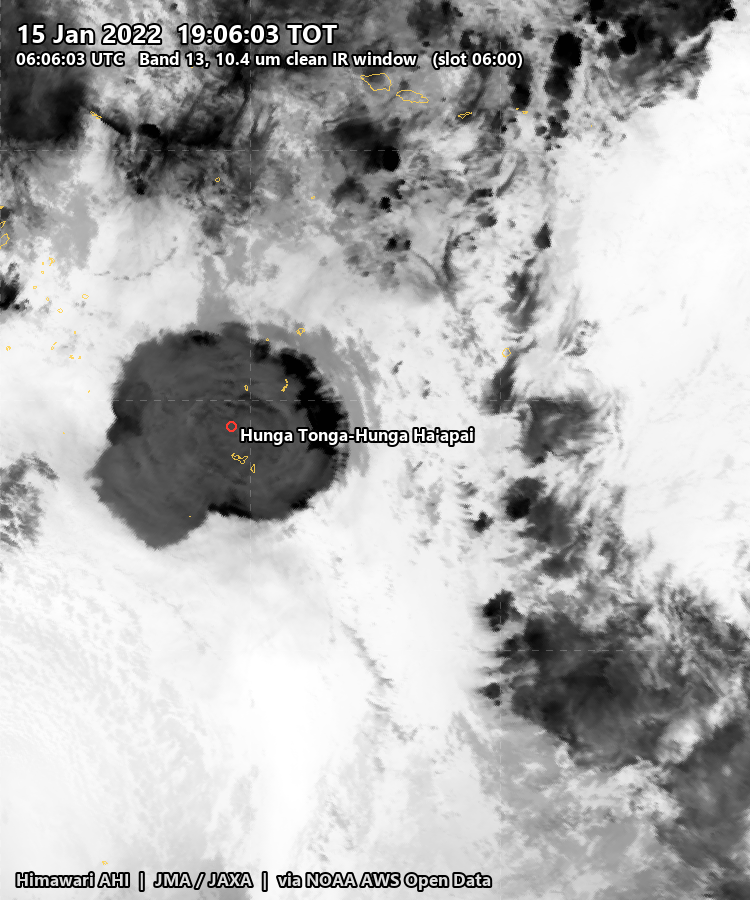 15 Jan 2022 19:06:03 TOT
06:06:03 UTC Band 13, 10.4 um clean IR window (slot 06:00)
Hunga Tonga-Hunga Ha'apai
Himawari AHI | JMA / JAXA | via NOAA AWS Open Data